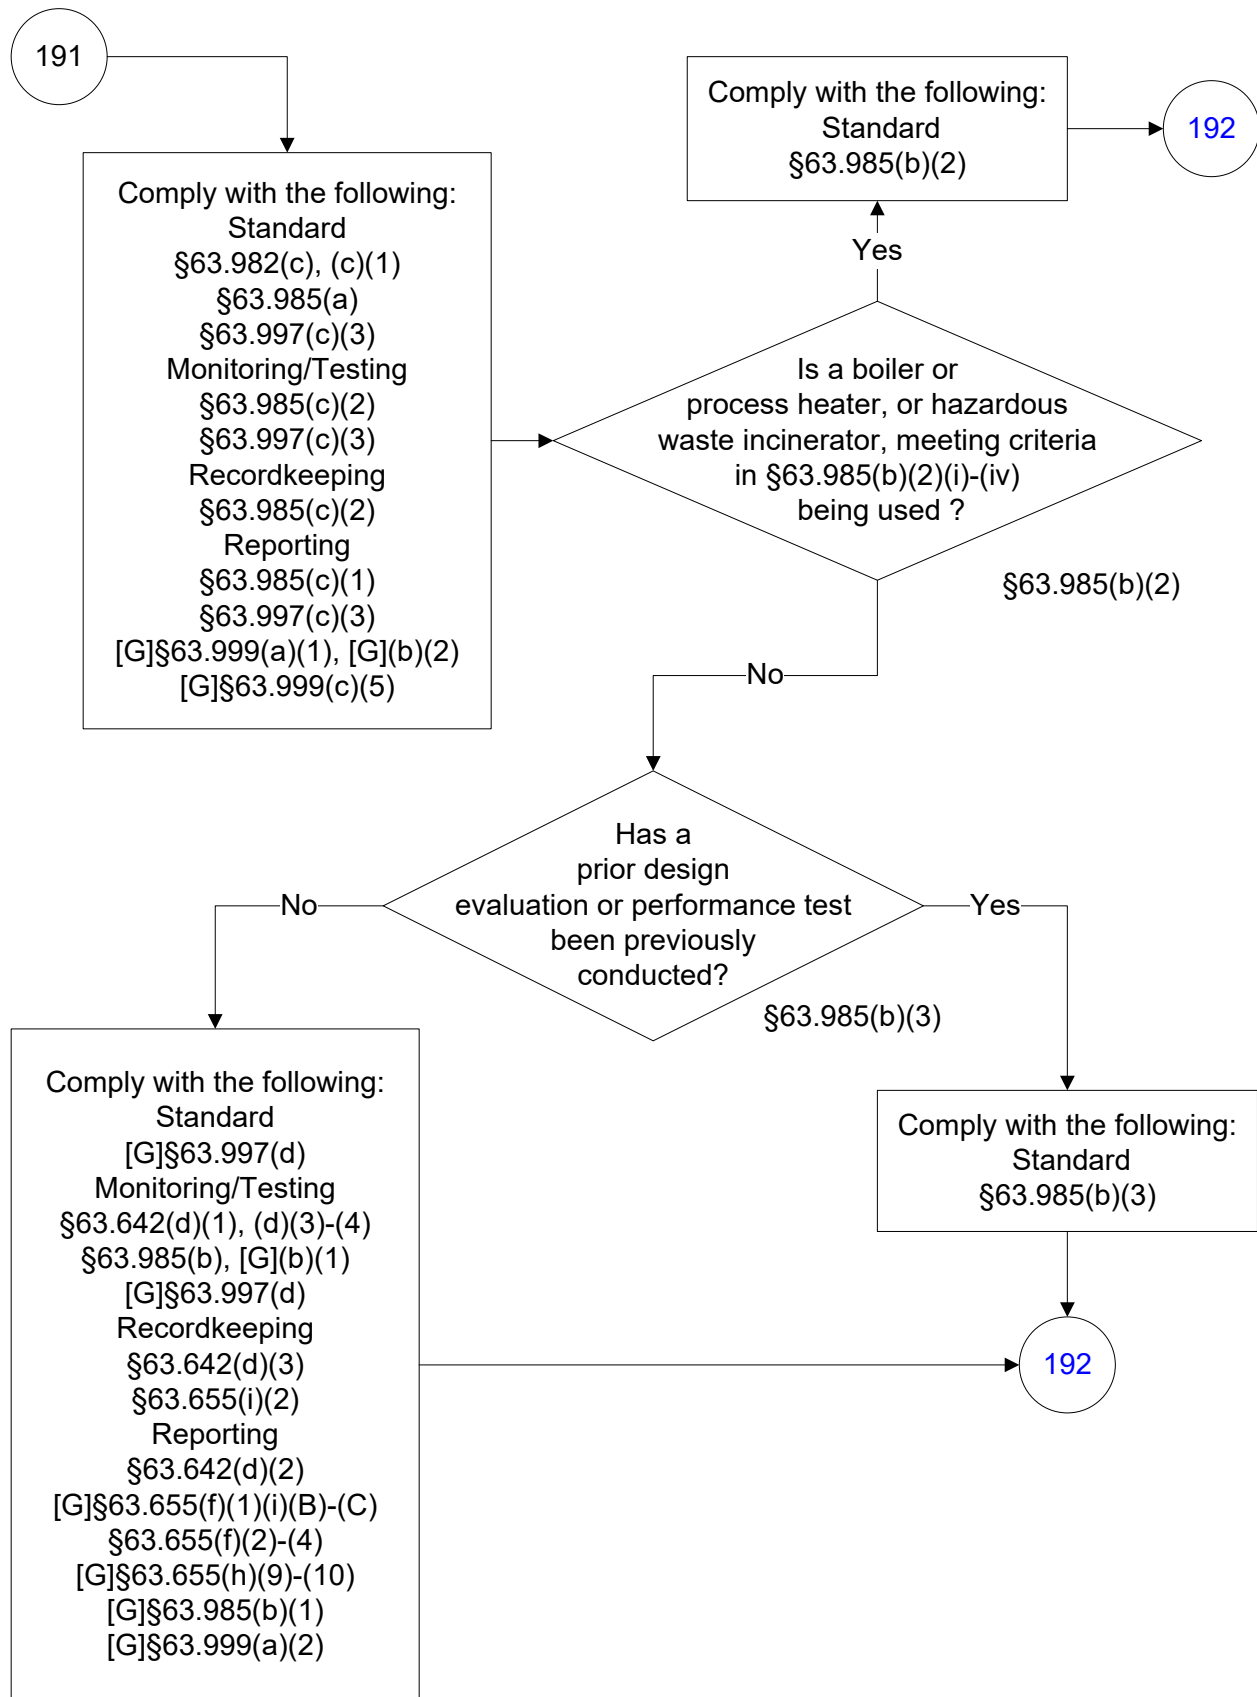 191
Comply with the following:
Standard
§63.982(c), (c)(1)
§63.985(a)
§63.997(c)(3)
Monitoring/Testing
§63.985(c)(2)
§63.997(c)(3)
Recordkeeping
§63.985(c)(2)
Reporting
§63.985(c)(1)
§63.997(c)(3)
[G]§63.999(a)(1), [G](b)(2)
[G]§63.999(c)(5)
Comply with the following:
Standard
§63.985(b)(2)
192
Yes
Is a boiler or
process heater, or hazardous
waste incinerator, meeting criteria
in §63.985(b)(2)(i)-(iv)
being used ?
§63.985(b)(2)
No
Has a
prior design
evaluation or performance test
been previously
conducted?
§63.985(b)(3)
No
Yes
Comply with the following:
Standard
[G]§63.997(d)
Monitoring/Testing
§63.642(d)(1), (d)(3)-(4)
§63.985(b), [G](b)(1)
[G]§63.997(d)
Recordkeeping
§63.642(d)(3)
§63.655(i)(2)
Reporting
§63.642(d)(2)
[G]§63.655(f)(1)(i)(B)-(C)
§63.655(f)(2)-(4)
[G]§63.655(h)(9)-(10)
[G]§63.985(b)(1)
[G]§63.999(a)(2)
Comply with the following:
Standard
§63.985(b)(3)
192